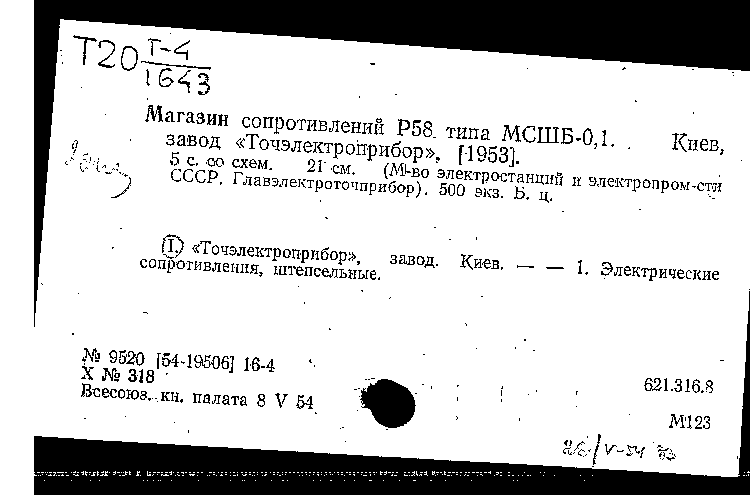 Т20 Т-4
1643
Магазин сопротивлений Р58 типа МСШБ-0,1. Киев,
завод «Точэлектроприбор», [1953].
5 с. со схем. 21 см. (М-во электростанций и электропром-сти
СССР. Главэлектроточприбор). 500 экз. Б. ц.
I. «Точэлектроприбор», завод. Киев. — — 1. Электрические
сопротивления, штепсельные.
№ 9520 [54-19506] 16-4
Х № 318
Всесоюз. кн. палата 8 V 54
621.316.8
М123